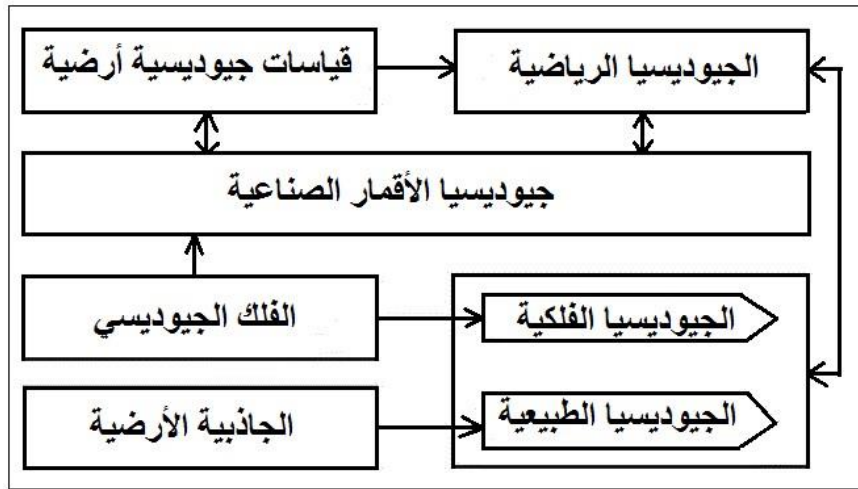 قياسات جيوديسية أرضية
الجيوديسيا الرياضية
جيوديسيا الأقمار الصناعية
الفلك الجيوديسي
الجيوديسيا الفلكية
الجاذبية الأرضية
الجيوديسيا الطبيعية